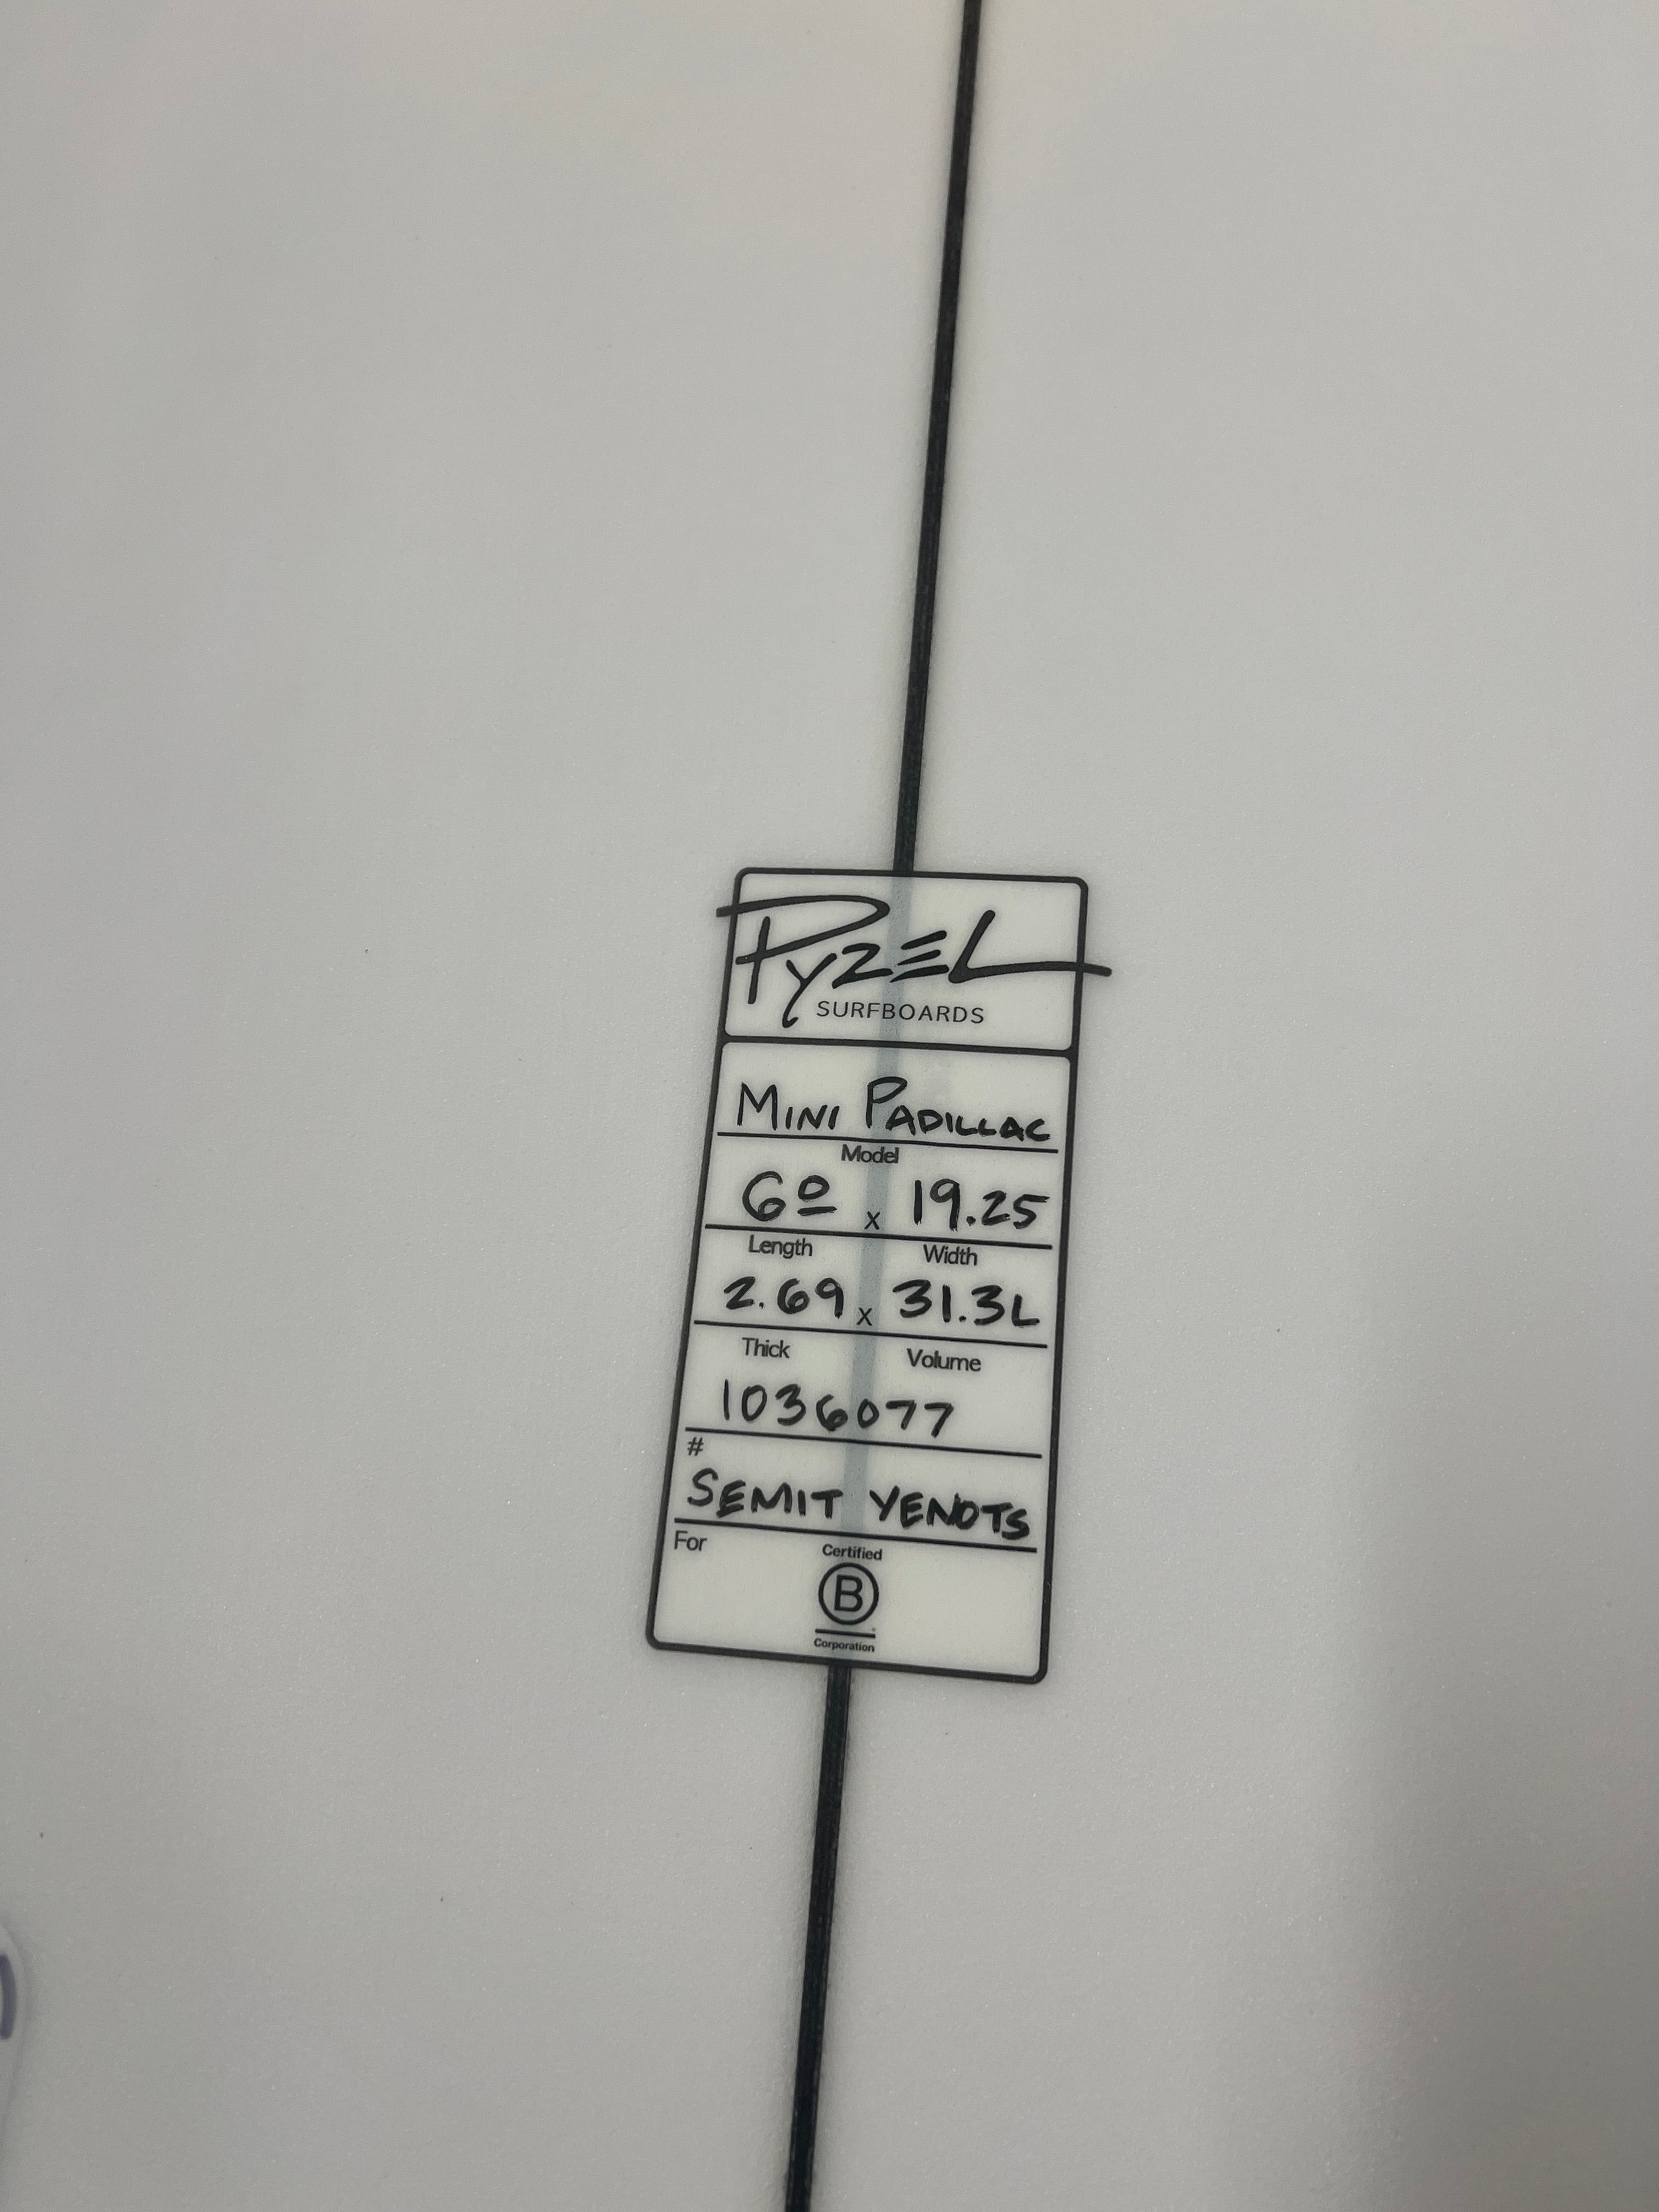 PYZEL
SURFBOARDS
MINI PADILLAC
Model
6º x 19.25
Length Width
2.69 x 31.3L
Thick Volume
1036077
#
SEMIT YENOTS
For
Certified
B
Corporation